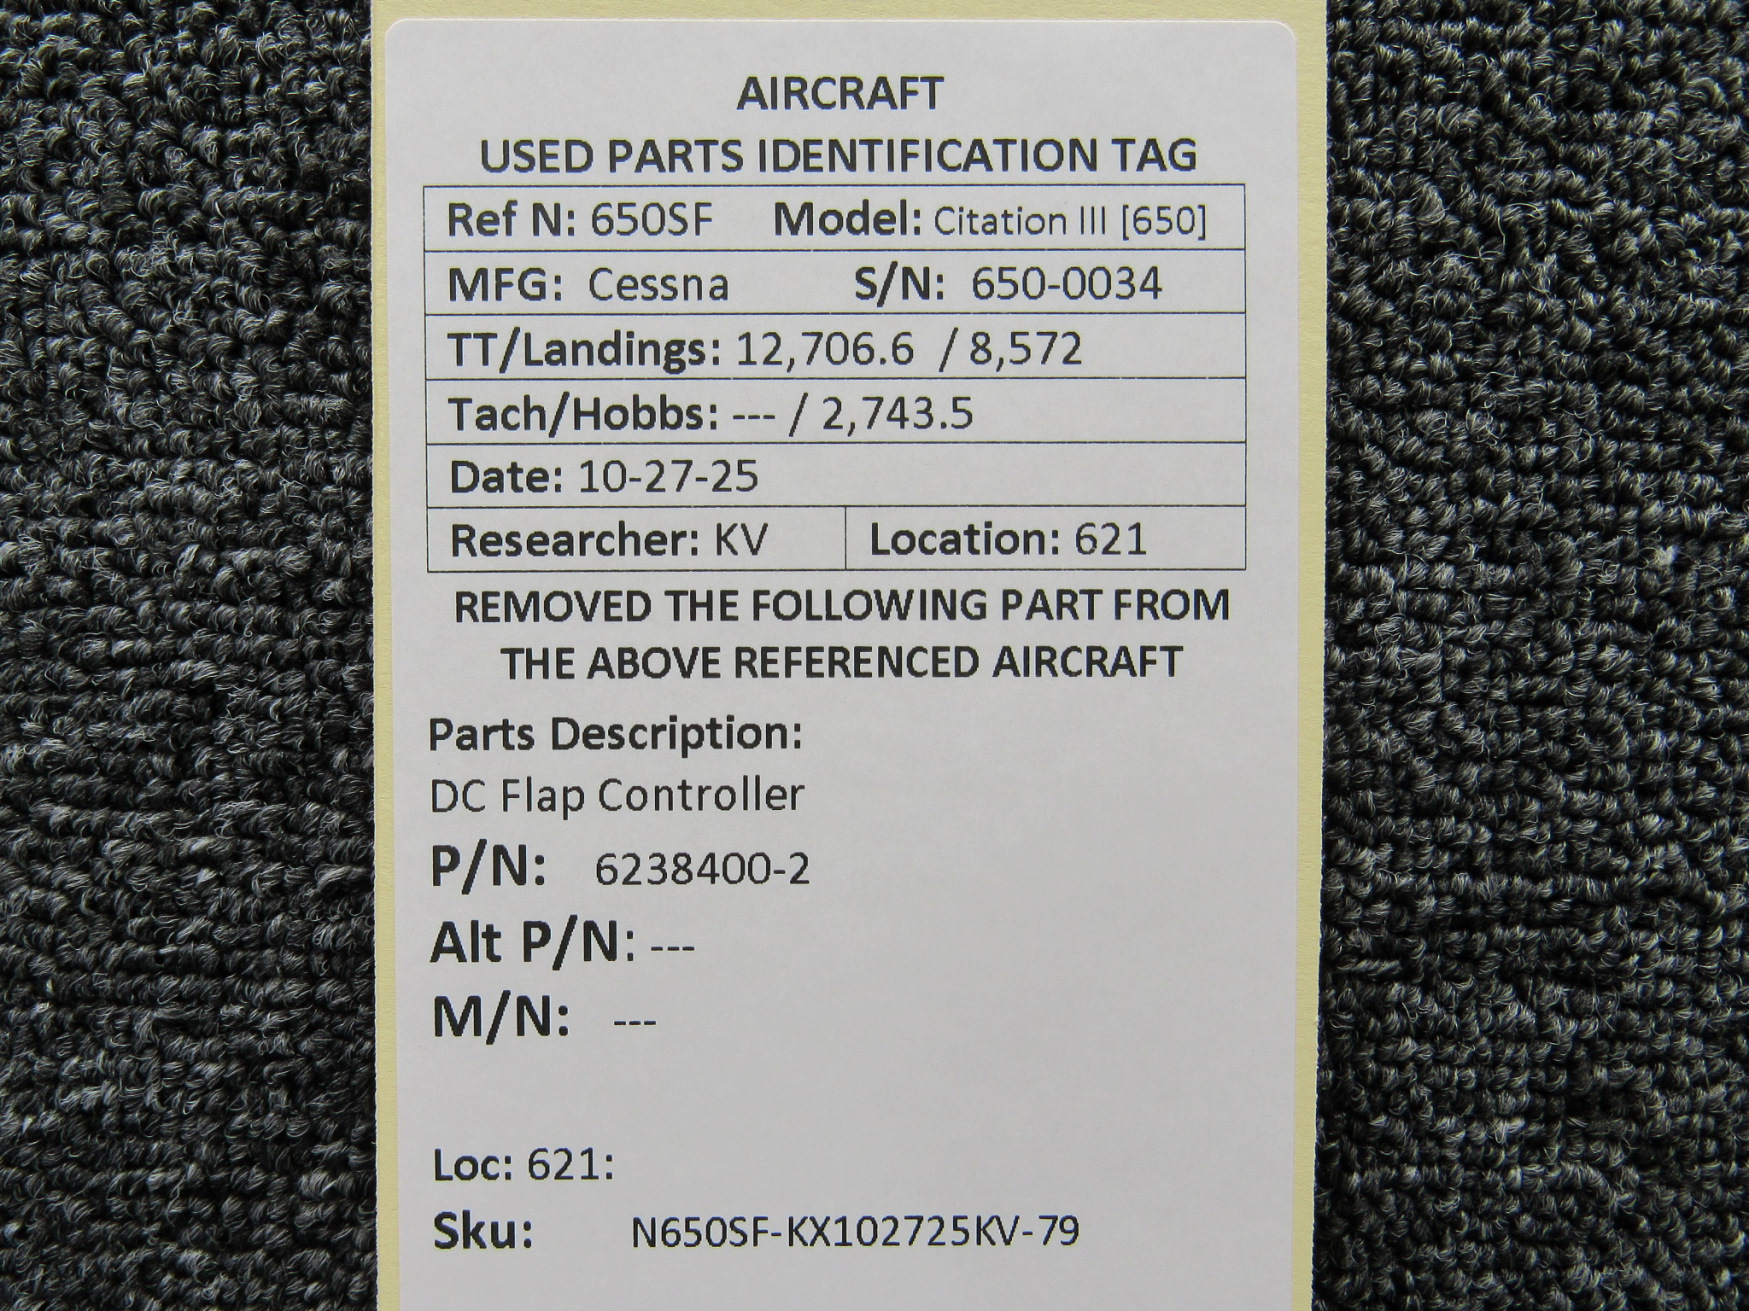 AIRCRAFT
USED PARTS IDENTIFICATION TAG
Ref N: 650SF Model: Citation III [650]
MFG: Cessna S/N: 650-0034
TT/Landings: 12,706.6 / 8,572
Tach/Hobbs: --- / 2,743.5
Date: 10-27-25
Researcher: KV Location: 621
REMOVED THE FOLLOWING PART FROM
THE ABOVE REFERENCED AIRCRAFT
Parts Description:
DC Flap Controller
P/N: 6238400-2
Alt P/N: ---
M/N: ---
Loc: 621:
Sku: N650SF-KX102725KV-79